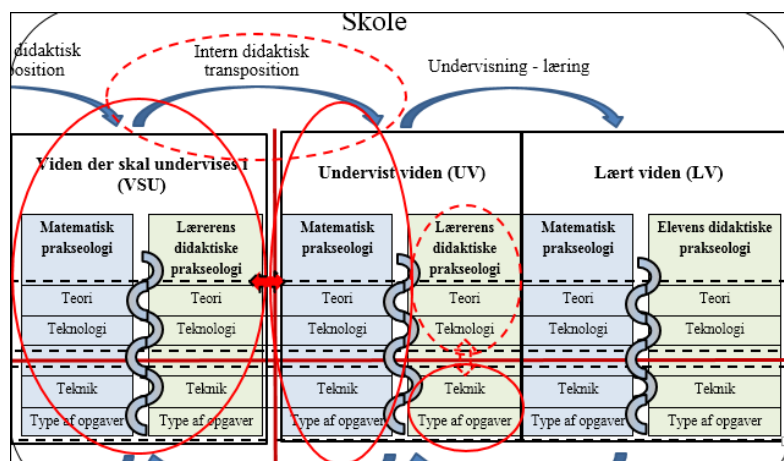 Skole
didaktisk
osition
Intern didaktisk
transposition
Undervisning - læring
Viden der skal undervises i
(VSU)
Undervist viden (UV)
Lært viden (LV)
Matematisk
prakseologi
Lærerens
didaktiske
prakseologi
Matematisk
prakseologi
Lærerens
didaktiske
prakseologi
Matematisk
prakseologi
Elevens didaktiske
prakseologi
Teori
Teori
Teori
Teori
Teori
Teori
Teknologi
Teknologi
Teknologi
Teknologi
Teknologi
Teknologi
Teknik
Teknik
Teknik
Teknik
Teknik
Teknik
Type af opgaver
Type af opgaver
Type af opgaver
Type af opgaver
Type af opgaver
Type af opgaver